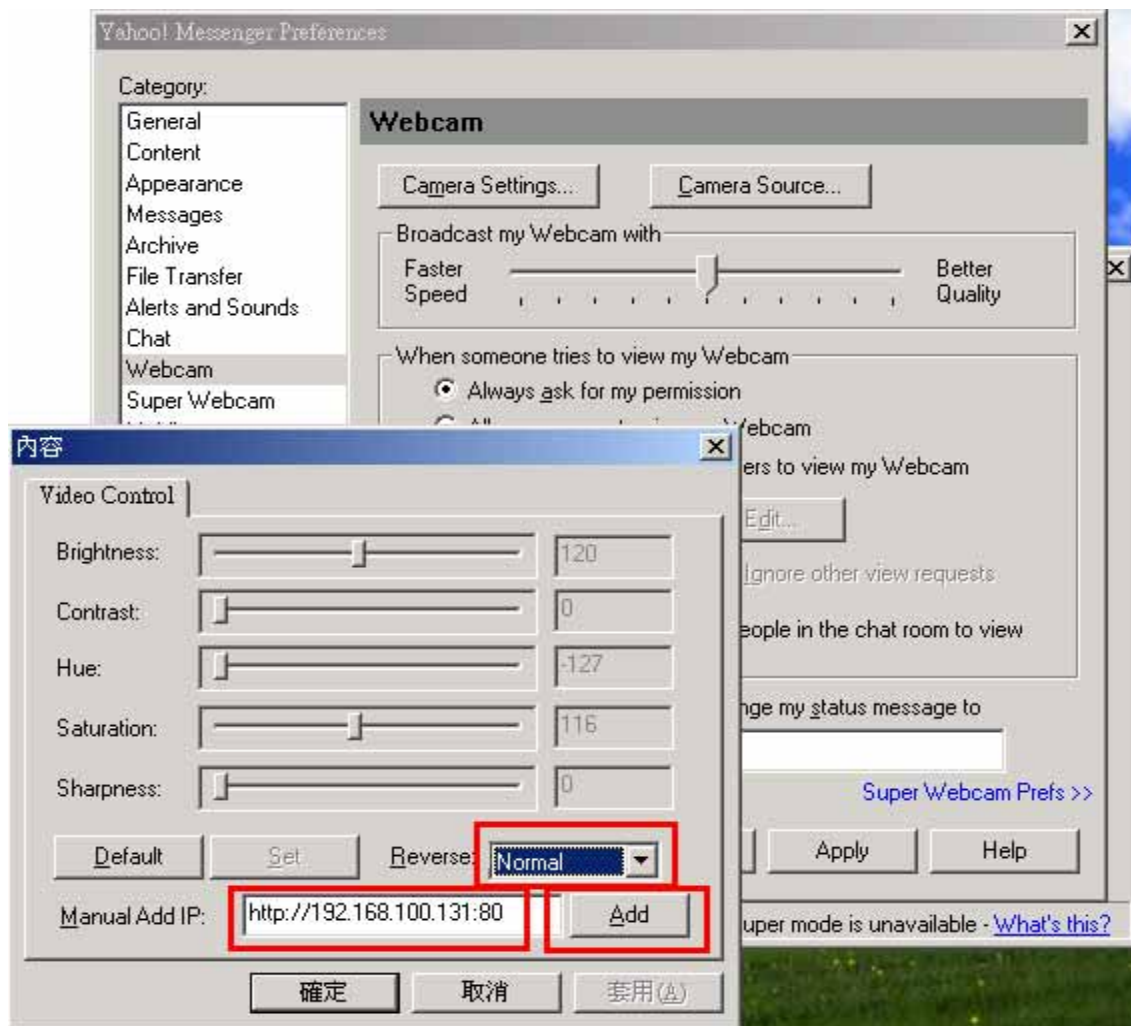 Yahoo! Messenger Preferences
Category:
General
Content
Appearance
Messages
Archive
File Transfer
Alerts and Sounds
Chat
Webcam
Super Webcam
Webcam
Camera Settings...
Camera Source...
Broadcast my Webcam with
Faster Speed
Better Quality
When someone tries to view my Webcam
Always ask for my permission
Webcam
ers to view my Webcam
Edit...
Ignore other view requests
eople in the chat room to view
nge my status message to
Super Webcam Prefs >>
Apply
Help
uper mode is unavailable - What's this?
內容
Video Control
Brightness: 120
Contrast: 0
Hue: -127
Saturation: 116
Sharpness: 0
Default
Set
Reverse: Normal
Manual Add IP: http://192.168.100.131:80
Add
確定
取消
套用(A)